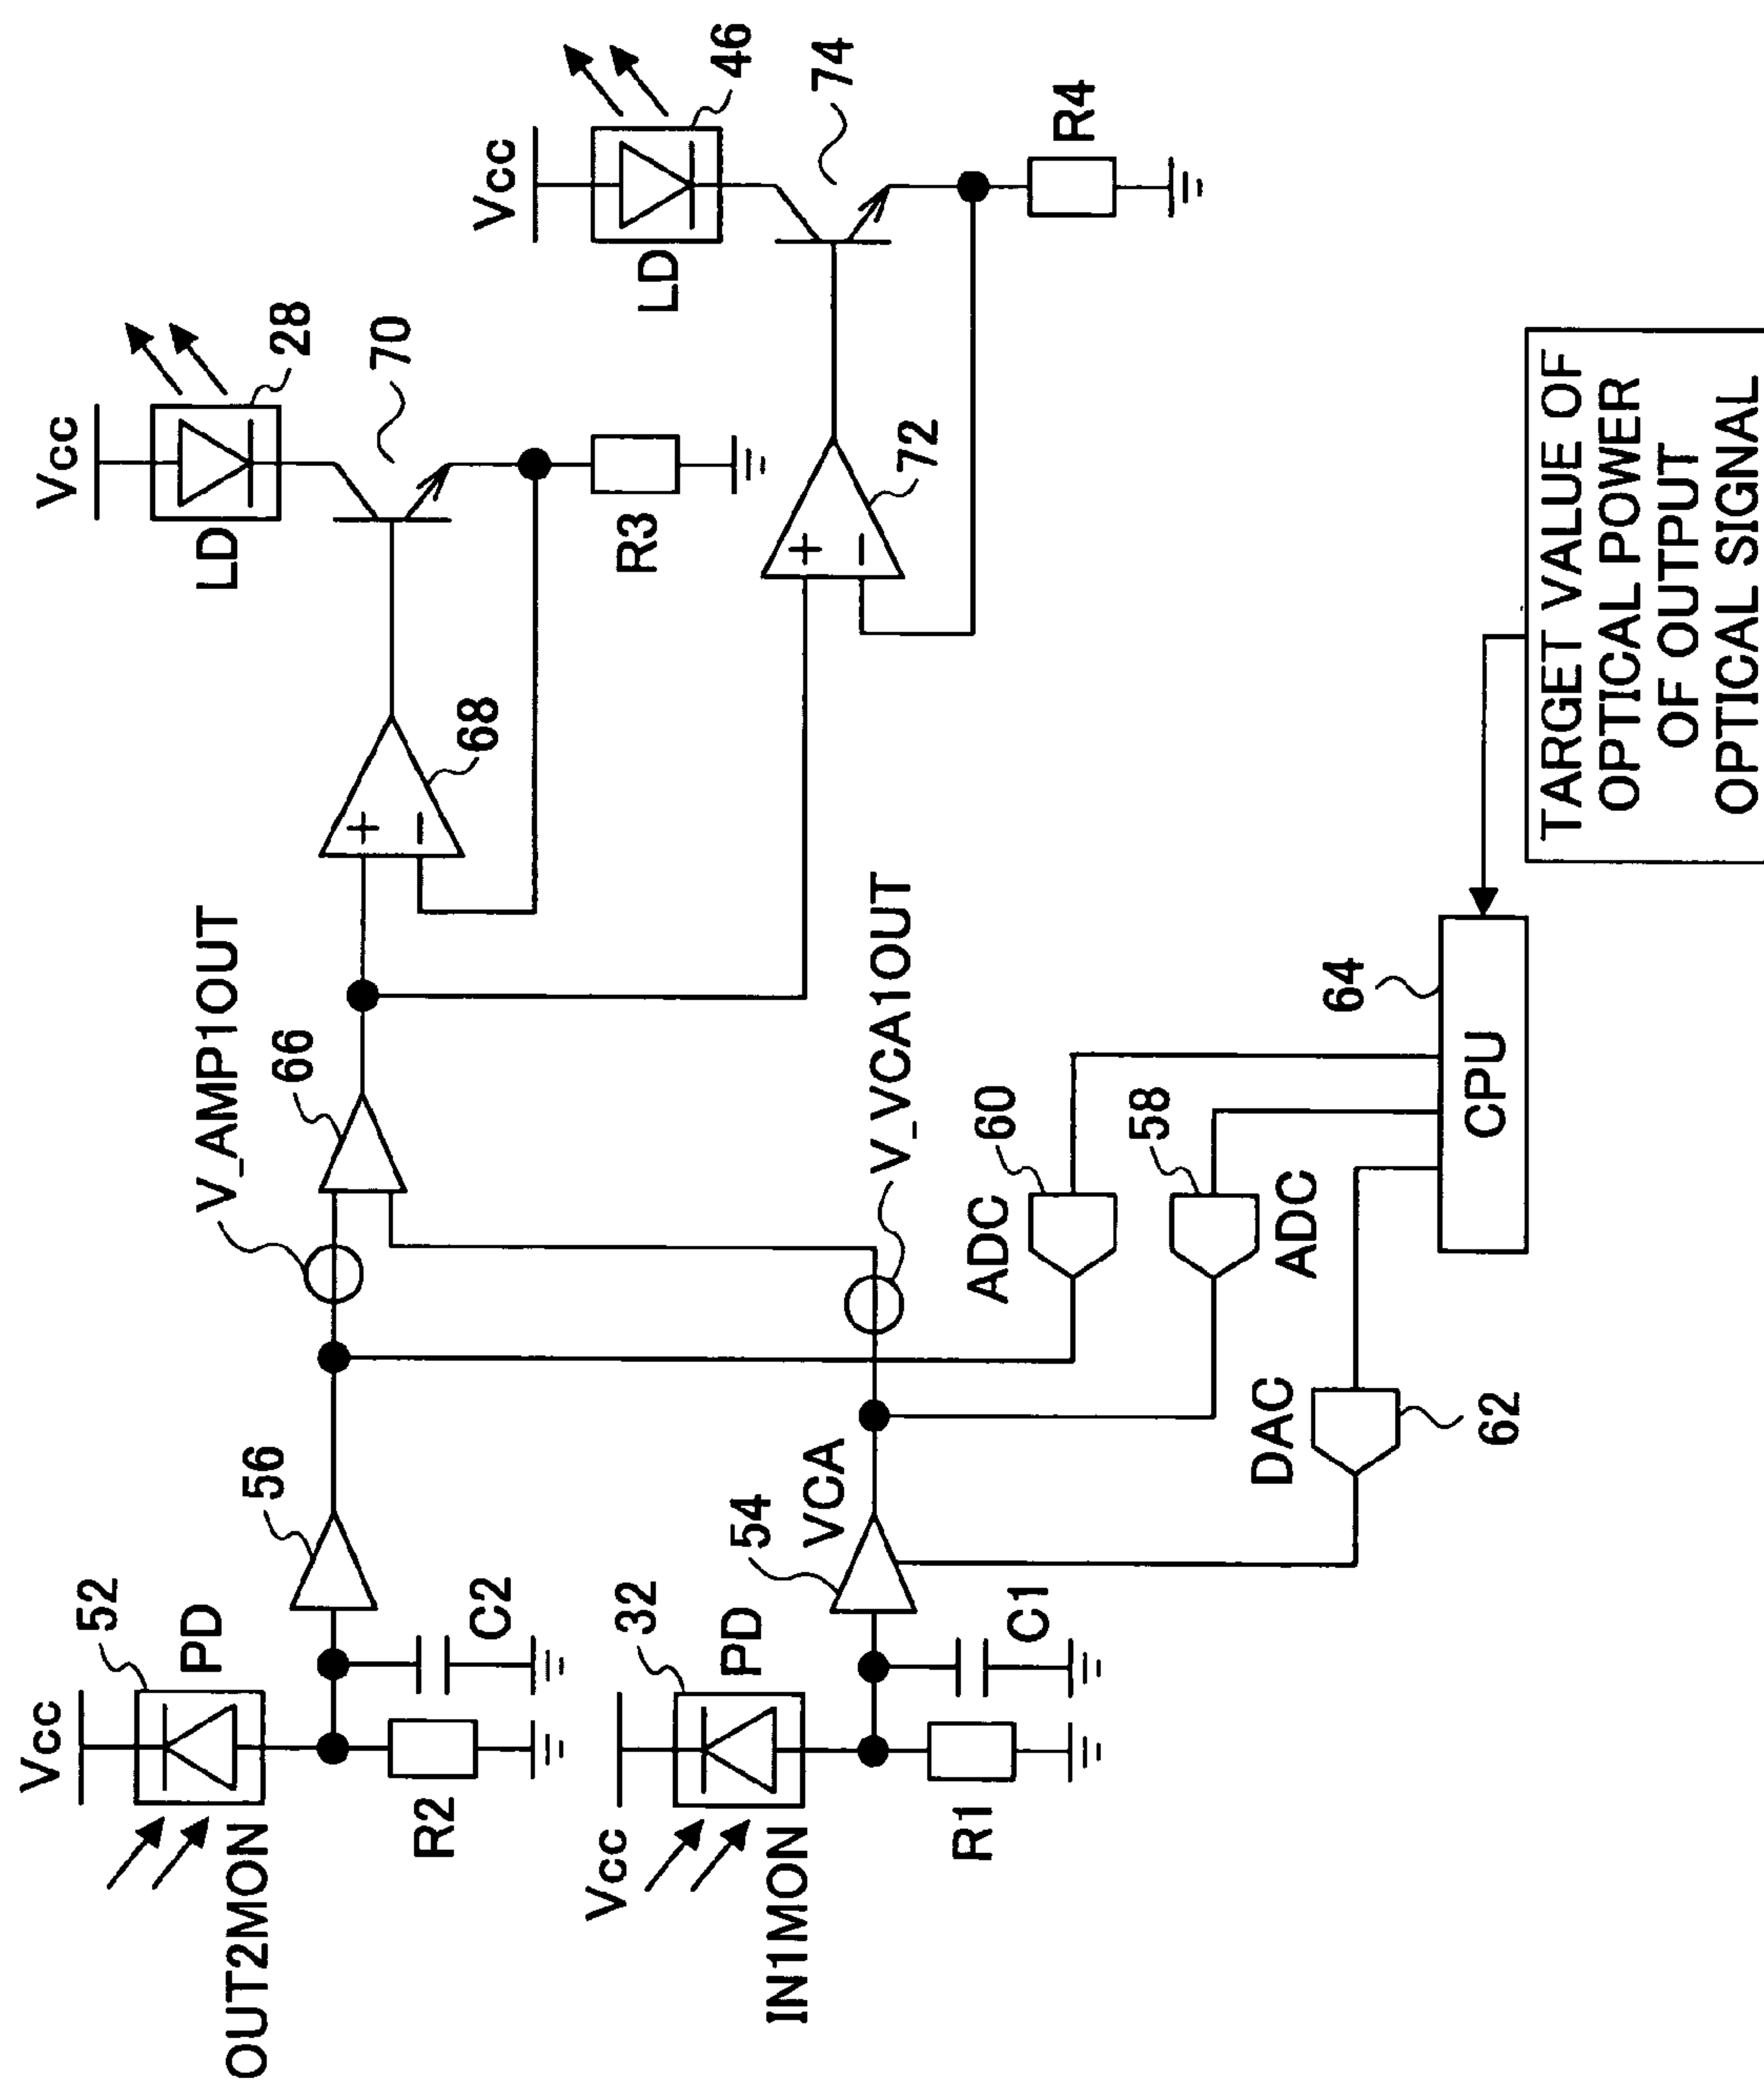 Vcc
LD
28
70
R3
Vcc
LD
46
74
R4
68
+
−
72
+
−
V_AMP1OUT
66
V_VCA1OUT
ADC
60
58
ADC
64
CPU
TARGET VALUE OF
OPTICAL POWER
OF OUTPUT
OPTICAL SIGNAL
Vcc
52
PD
OUT2MON
R2
C2
56
Vcc
32
PD
IN1MON
R1
C1
54
VCA
DAC
62